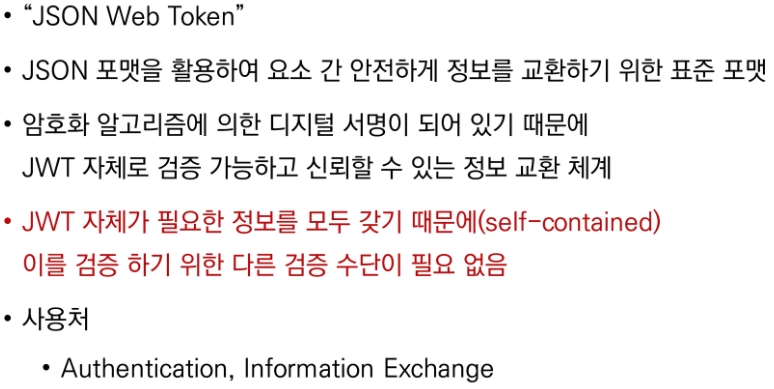 • “JSON Web Token”
• JSON 포맷을 활용하여 요소 간 안전하게 정보를 교환하기 위한 표준 포맷
• 암호화 알고리즘에 의한 디지털 서명이 되어 있기 때문에
JWT 자체로 검증 가능하고 신뢰할 수 있는 정보 교환 체계
• JWT 자체가 필요한 정보를 모두 갖기 때문에(self-contained)
이를 검증 하기 위한 다른 검증 수단이 필요 없음
• 사용처
• Authentication, Information Exchange